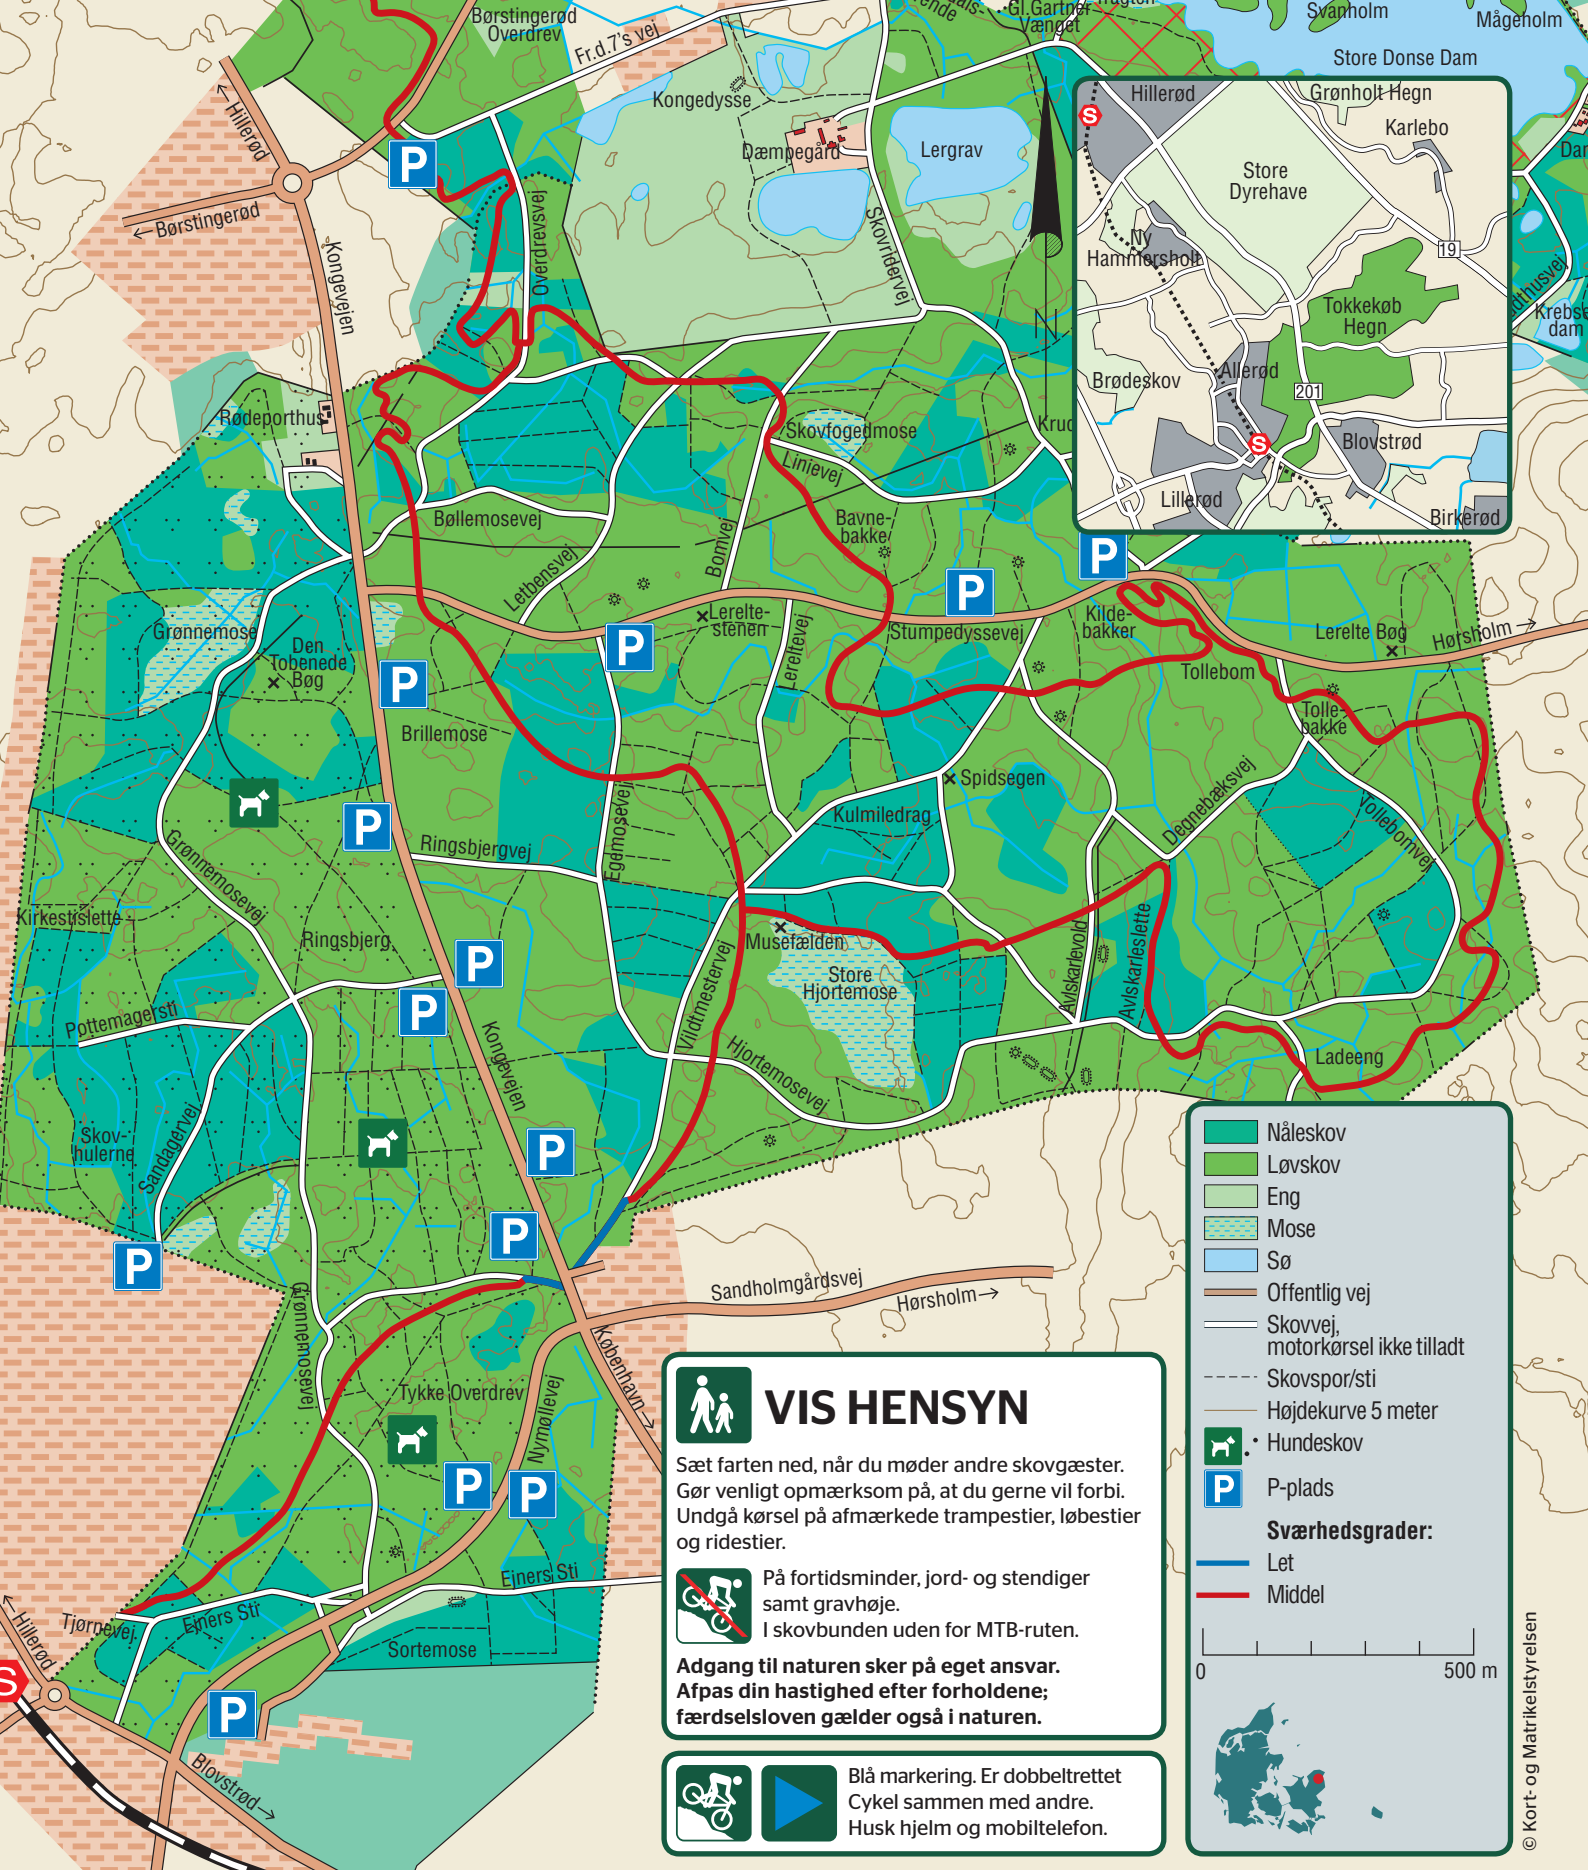 Børstingerød
Overdrev
Fr.d.7's vej
Gl.Gartner
Vænget
Svanholm
Mågeholm
Store Donse Dam
← Hillerød
Kongedysse
Dæmpegård
Lergrav
← Børstingerød
Kongevejen
Overdrevsvej
Skovridervej
P
N
S
Hillerød
Grønholt Hegn
Karlebo
Store
Dyrehave
Ny
Hammersholt
19
Tokkekøb
Hegn
Brødeskov
Allerød
201
S
Blovstrød
Lillerød
Birkerød
dam
Rødeporthus
Skovfogedmose
Linievej
Bøllemosevej
Letbensvej
Bomvej
Bavne-
bakke
P
P
Grønnemose
Den
Tobenede
Bøg
P
P
Lerelte-
stenen
Lereltevej
Stumpedyssevej
Kilde-
bakker
Tollebom
Lerelte Bøg
Hørsholm →
Tolle-
bakke
Brillemose
P
Ringsbjergvej
Egemosevej
Spidsegen
Kulmiledrag
Degnebæksvej
Tollebomvej
Grønnemosevej
Kirkestislette
Ringsbjerg
P
P
Pottemagersti
Kongevejen
Vildtmestervej
Musefælden
Store
Hjortemose
Hjortemosevej
Avlskarlevold
Avlskarleslette
Ladeeng
Skov-
hulerne
Sandagervej
P
P
P
Grønnemosevej
Sandholmgårdsvej
Hørsholm →
København →
Tykke Overdrev
Nymøllevej
P
P
Ejners Sti
Ejners Sti
Tjørnevej
← Hillerød
Sortemose
S
P
Blovstrød →
VIS HENSYN
Sæt farten ned, når du møder andre skovgæster.
Gør venligt opmærksom på, at du gerne vil forbi.
Undgå kørsel på afmærkede trampestier, løbestier
og ridestier.
På fortidsminder, jord- og stendiger
samt gravhøje.
I skovbunden uden for MTB-ruten.
Adgang til naturen sker på eget ansvar.
Afpas din hastighed efter forholdene;
færdselsloven gælder også i naturen.
Blå markering. Er dobbeltrettet
Cykel sammen med andre.
Husk hjelm og mobiltelefon.
Nåleskov
Løvskov
Eng
Mose
Sø
Offentlig vej
Skovvej,
motorkørsel ikke tilladt
Skovspor/sti
Højdekurve 5 meter
Hundeskov
P P-plads
Sværhedsgrader:
Let
Middel
0 500 m
© Kort- og Matrikelstyrelsen